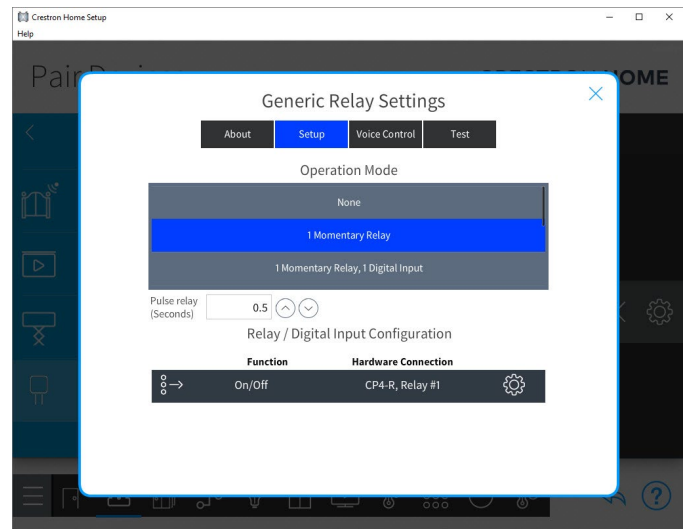 Crestron Home Setup
Help
Pair
HOME
Generic Relay Settings
About Setup Voice Control Test
Operation Mode
None
1 Momentary Relay
1 Momentary Relay, 1 Digital Input
Pulse relay
(Seconds)
0.5
Relay / Digital Input Configuration
Function Hardware Connection
On/Off CP4-R, Relay #1
?